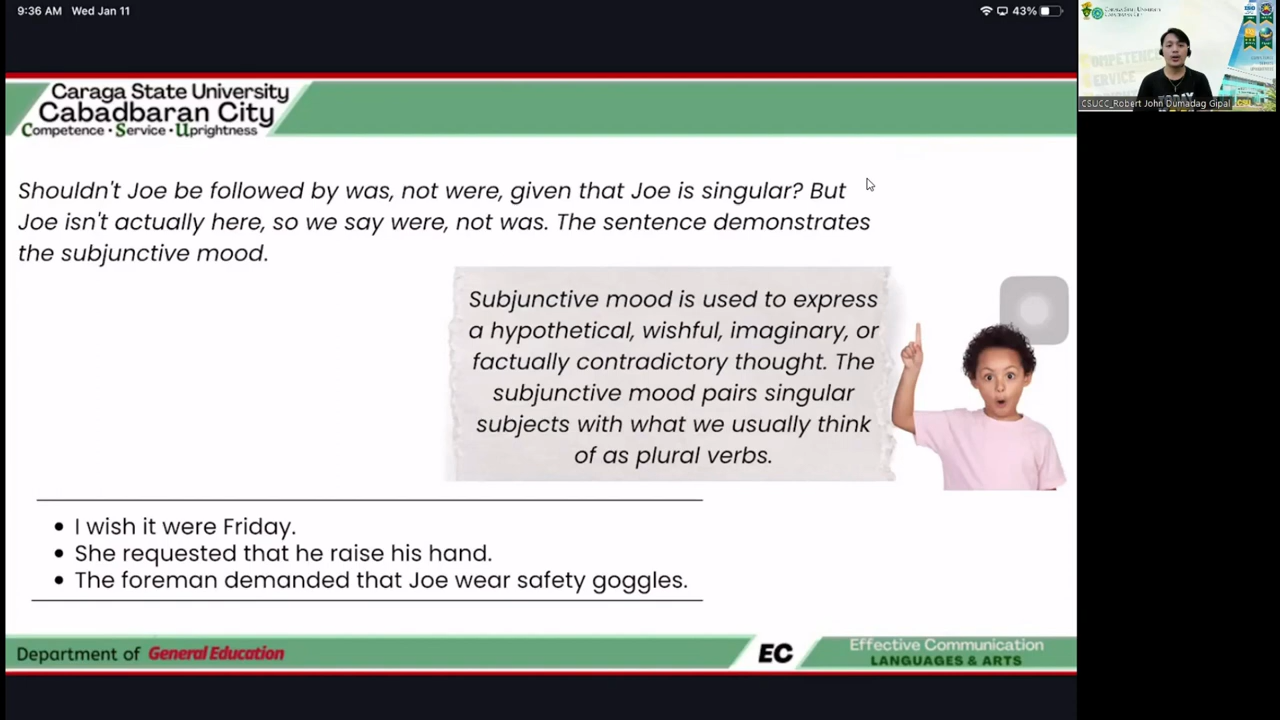 9:36 AM Wed Jan 11
43%
Caraga State University
Cabadbaran City
Competence • Service • Uprightness
Shouldn't Joe be followed by was, not were, given that Joe is singular? But
Joe isn't actually here, so we say were, not was. The sentence demonstrates
the subjunctive mood.
Subjunctive mood is used to express
a hypothetical, wishful, imaginary, or
factually contradictory thought. The
subjunctive mood pairs singular
subjects with what we usually think
of as plural verbs.
• I wish it were Friday.
• She requested that he raise his hand.
• The foreman demanded that Joe wear safety goggles.
Department of General Education
EC
Effective Communication
LANGUAGES & ARTS
CSUCC_Robert John Dumadag Gipal